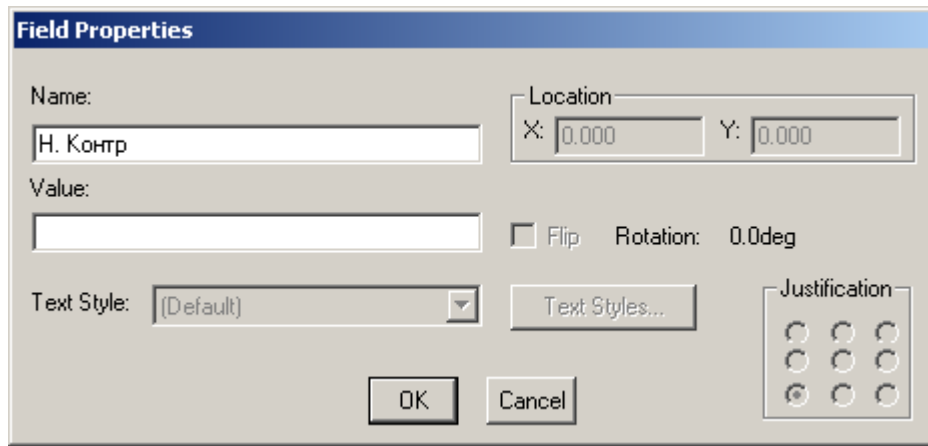 Field Properties
Name:
Н. Контр
Value:
Text Style:
(Default)
Location
X:
0.000
Y:
0.000
Flip
Rotation:
0.0deg
Text Styles...
Justification
OK
Cancel